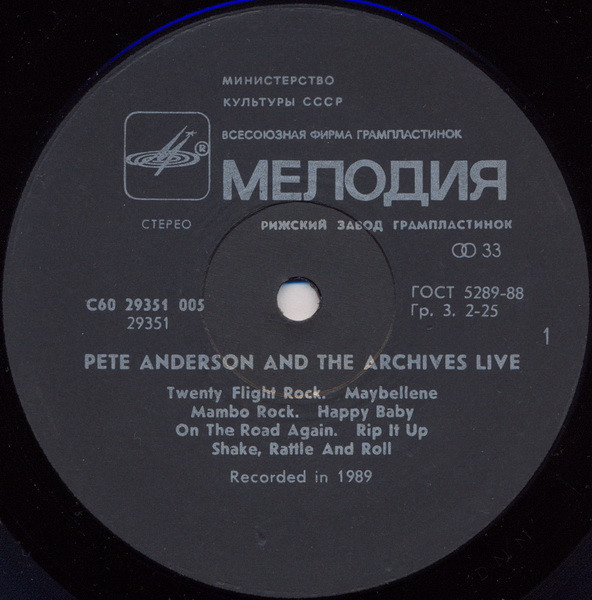 МИНИСТЕРСТВО
КУЛЬТУРЫ СССР
ВСЕСОЮЗНАЯ ФИРМА ГРАМПЛАСТИНОК
®
МЕЛОДИЯ
СТЕРЕО
РИЖСКИЙ ЗАВОД ГРАМПЛАСТИНОК
33
С60 29351 005
29351
ГОСТ 5289-88
Гр. 3. 2-25
1
PETE ANDERSON AND THE ARCHIVES LIVE
Twenty Flight Rock. Maybellene
Mambo Rock. Happy Baby
On The Road Again. Rip It Up
Shake, Rattle And Roll
Recorded in 1989